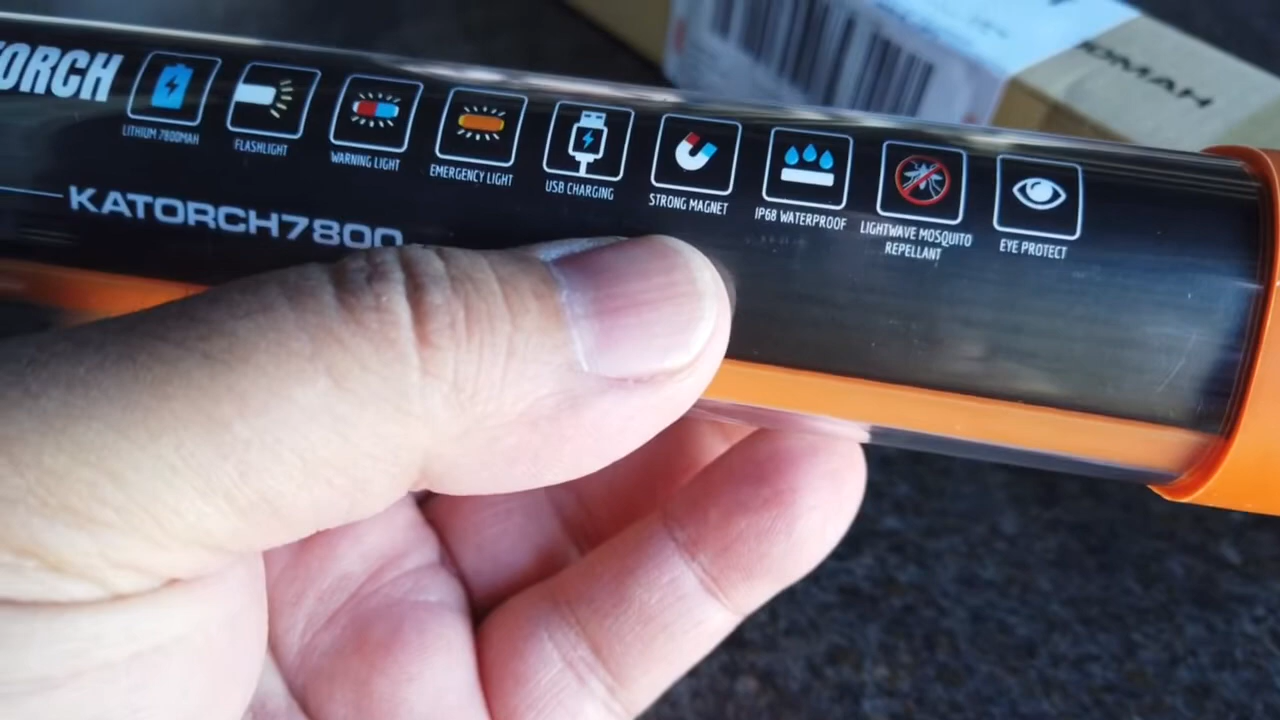 TORCH
LITHIUM 7800MAH
FLASHLIGHT
WARNING LIGHT
EMERGENCY LIGHT
USB CHARGING
STRONG MAGNET
IP68 WATERPROOF
LIGHTWAVE MOSQUITO
REPELLANT
EYE PROTECT
KATORCH7800